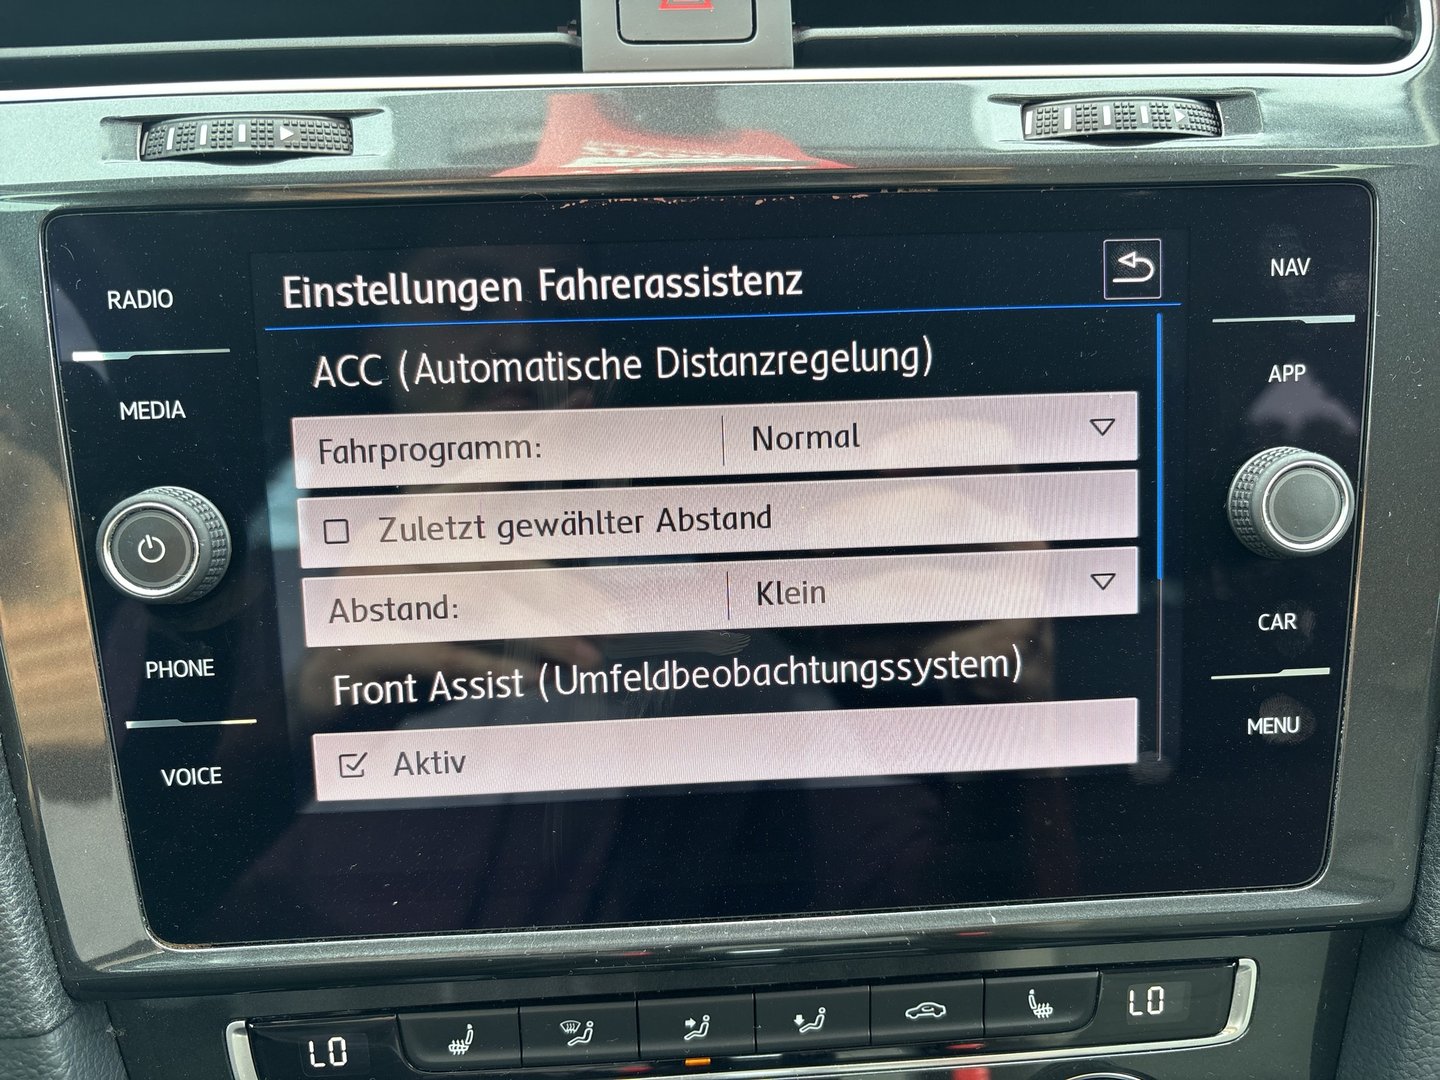 Einstellungen Fahrerassistenz
RADIO
NAV
ACC (Automatische Distanzregelung)
MEDIA
APP
Fahrprogramm: Normal
Zuletzt gewählter Abstand
Abstand: Klein
PHONE
CAR
Front Assist (Umfeldbeobachtungssystem)
VOICE
MENU
Aktiv
LO
LO